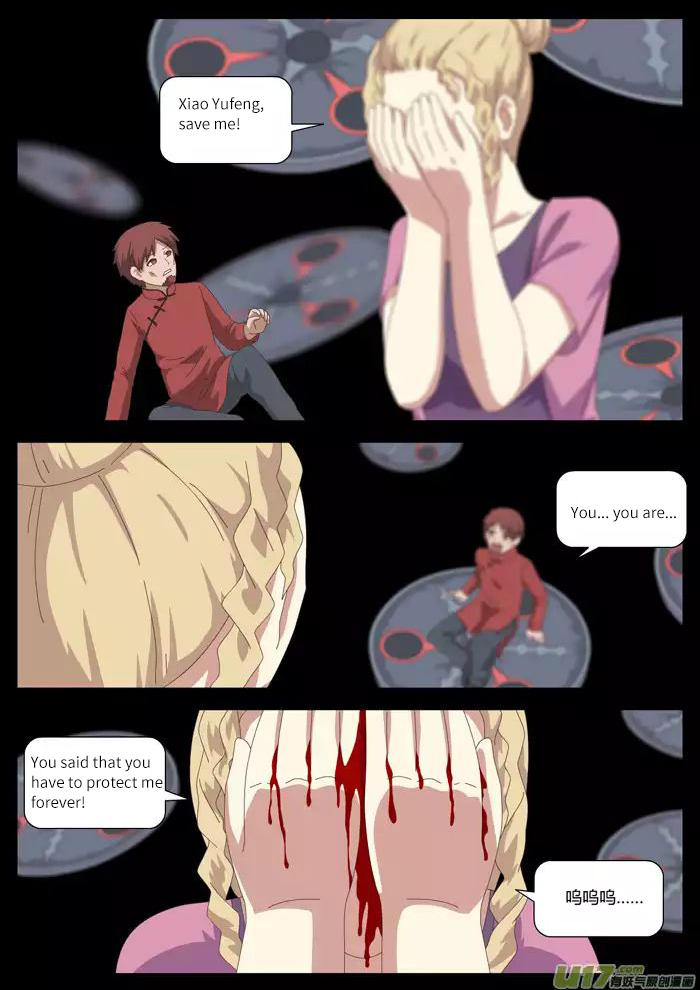 Xiao Yufeng,
save me!
You... you are...
You said that you
have to protect me
forever!
呜呜呜......
U17.com
有妖气原创漫画